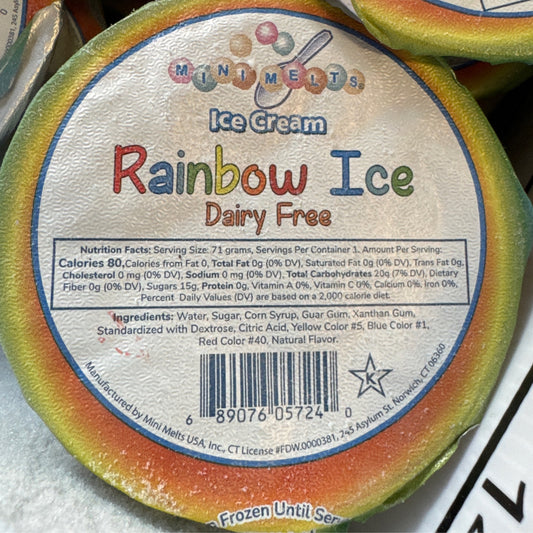 MINI MELTS
Ice Cream
Rainbow Ice
Dairy Free
Nutrition Facts: Serving Size: 71 grams, Servings Per Container 1. Amount Per Serving:
Calories 80, Calories from Fat 0, Total Fat 0g (0% DV), Saturated Fat 0g (0% DV), Trans Fat 0g,
Cholesterol 0 mg (0% DV), Sodium 0 mg (0% DV), Total Carbohydrates 20g (7% DV), Dietary
Fiber 0g (0% DV), Sugars 15g, Protein 0g, Vitamin A 0%, Vitamin C 0%, Calcium 0%, Iron 0%,
Percent Daily Values (DV) are based on a 2,000 calorie diet.
Ingredients: Water, Sugar, Corn Syrup, Guar Gum, Xanthan Gum,
Standardized with Dextrose, Citric Acid, Yellow Color #5, Blue Color #1,
Red Color #40, Natural Flavor.
6 89076 05724 0
K
Manufactured by Mini Melts USA, Inc., CT License #FDW.0000381, 245 Asylum St. Norwich, CT 06360
Frozen Until